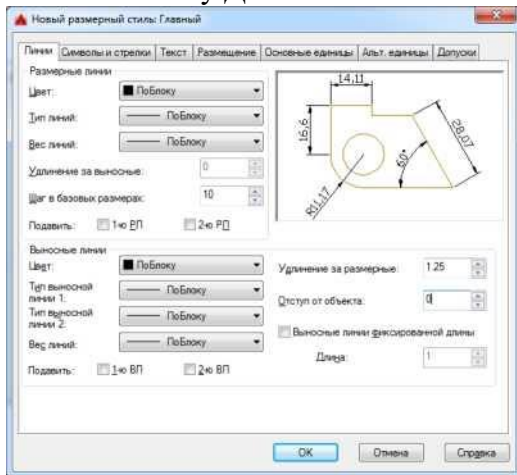 Новый размерный стиль: Главный
Линии Символы и стрелки Текст Размещение Основные единицы Альт. единицы Допуски
Размерные линии
Цвет: ПоБлоку
Тип линий: ПоБлоку
Вес линий: ПоБлоку
Удлинение за выносные: 0
Шаг в базовых размерах: 10
Подавить: 1-ю РП 2-ю РП
14,11
16,6
28,07
60°
R11,17
Выносные линии
Цвет: ПоБлоку
Тип выносной линии 1: ПоБлоку
Тип выносной линии 2: ПоБлоку
Вес линий: ПоБлоку
Подавить: 1-ю ВЛ 2-ю ВЛ
Удлинение за размерные: 1.25
Отступ от объекта: 0
Выносные линии фиксированной длины
Длина: 1
ОК Отмена Справка